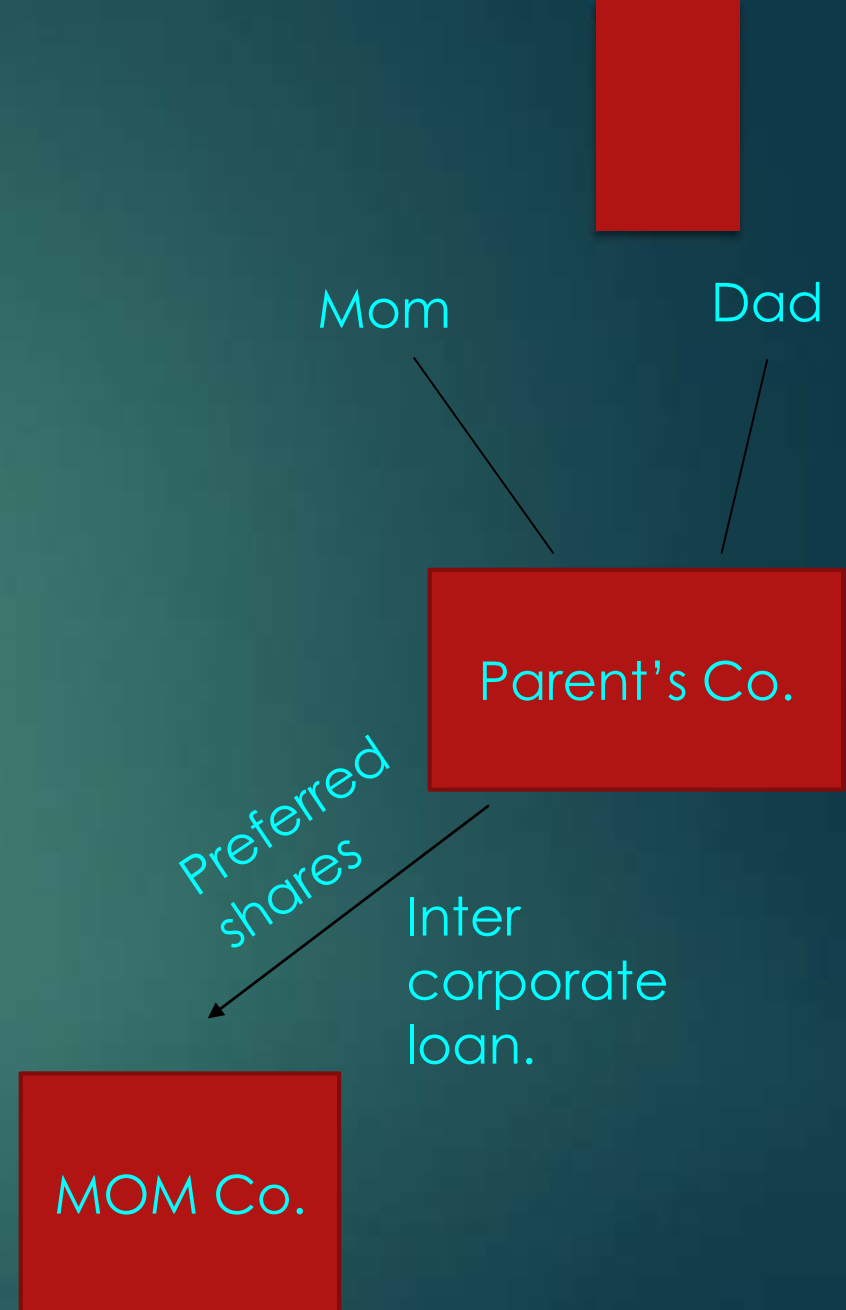 Mom
Dad
Parent's Co.
Preferred
shares
Inter
corporate
loan.
MOM Co.